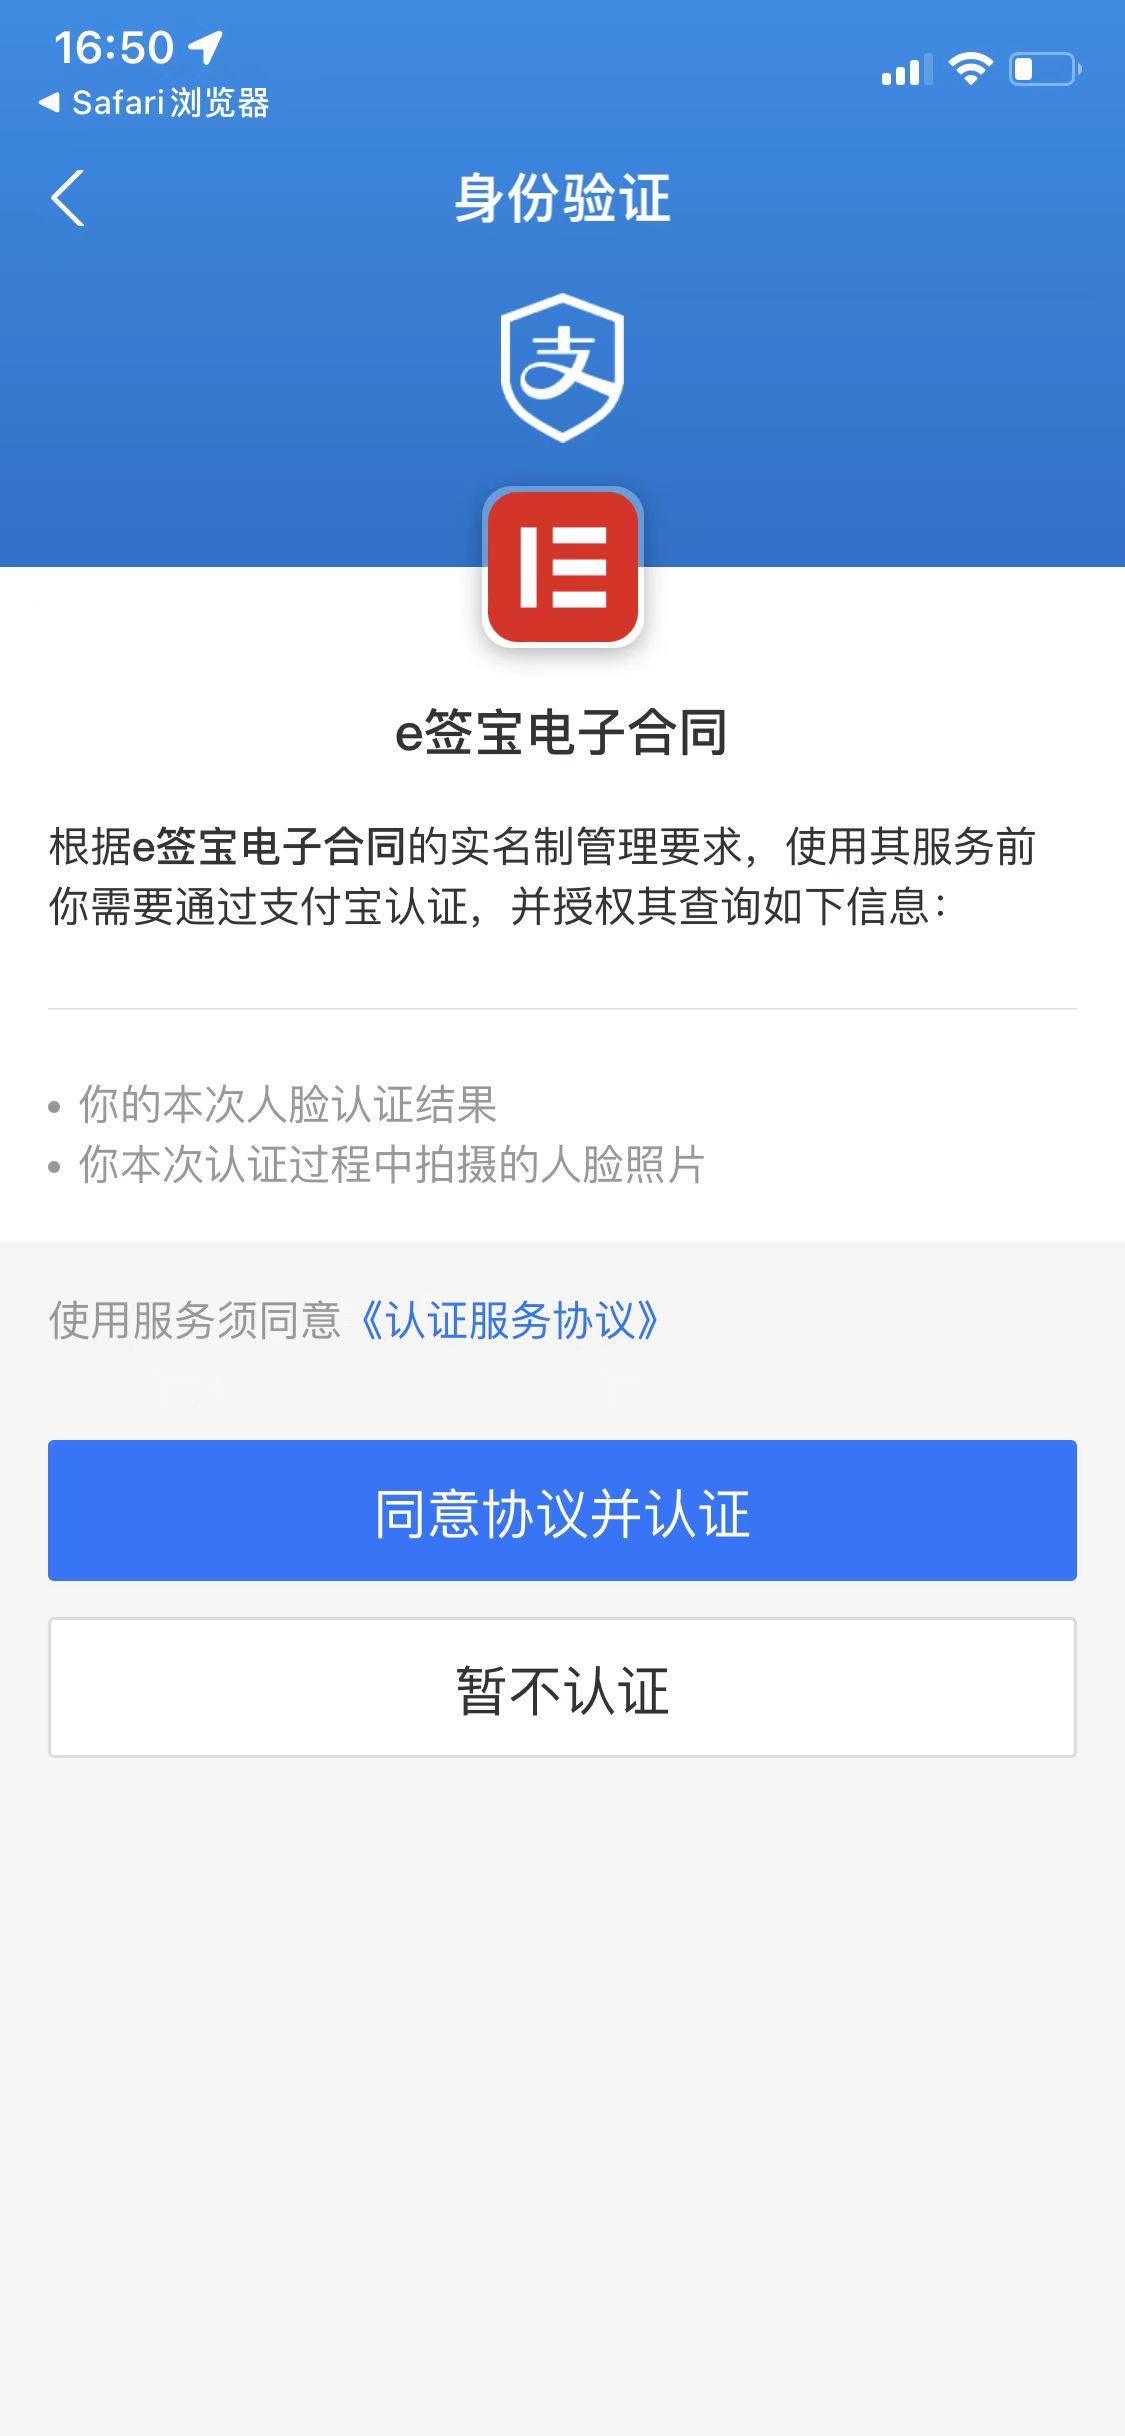 16:50
Safari浏览器
身份验证
支
e签宝电子合同
根据e签宝电子合同的实名制管理要求，使用其服务前
你需要通过支付宝认证，并授权其查询如下信息：
• 你的本次人脸认证结果
• 你本次认证过程中拍摄的人脸照片
使用服务须同意《认证服务协议》
同意协议并认证
暂不认证